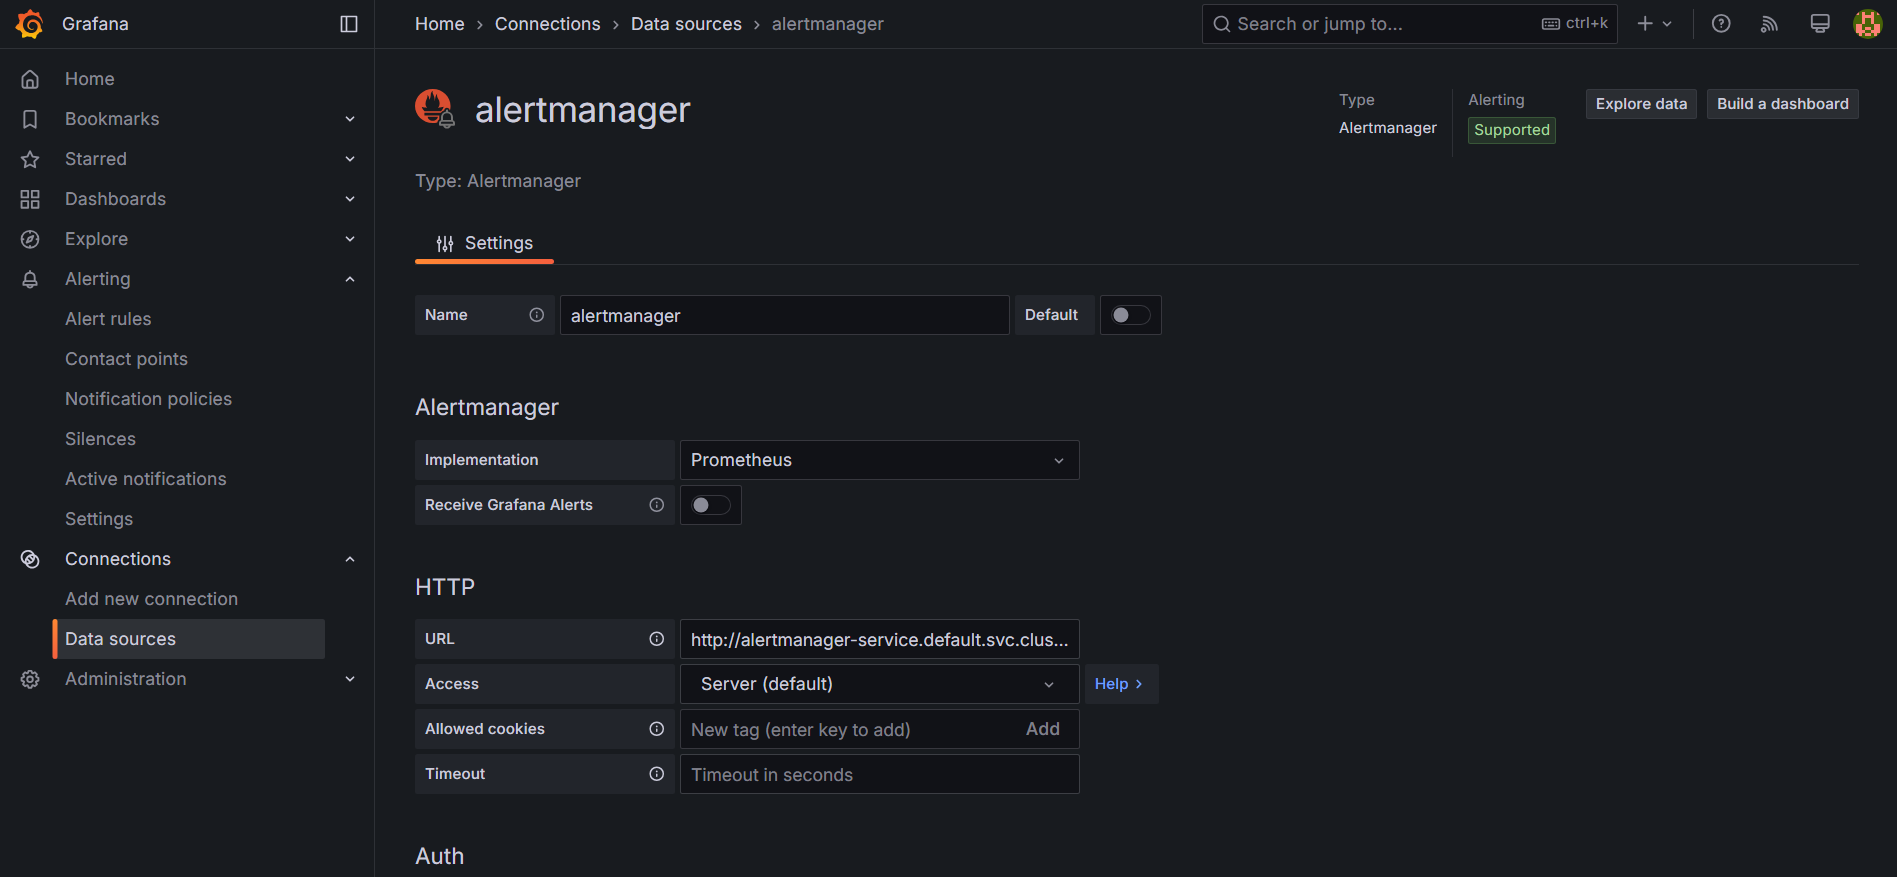 Grafana
Home › Connections › Data sources › alertmanager
Search or jump to...
ctrl+k
Home
Bookmarks
Starred
Dashboards
Explore
Alerting
Alert rules
Contact points
Notification policies
Silences
Active notifications
Settings
Connections
Add new connection
Data sources
Administration
alertmanager
Type
Alertmanager
Alerting
Supported
Explore data
Build a dashboard
Type: Alertmanager
Settings
Name
alertmanager
Default
Alertmanager
Implementation
Prometheus
Receive Grafana Alerts
HTTP
URL
http://alertmanager-service.default.svc.clus...
Access
Server (default)
Help
Allowed cookies
New tag (enter key to add)
Add
Timeout
Timeout in seconds
Auth